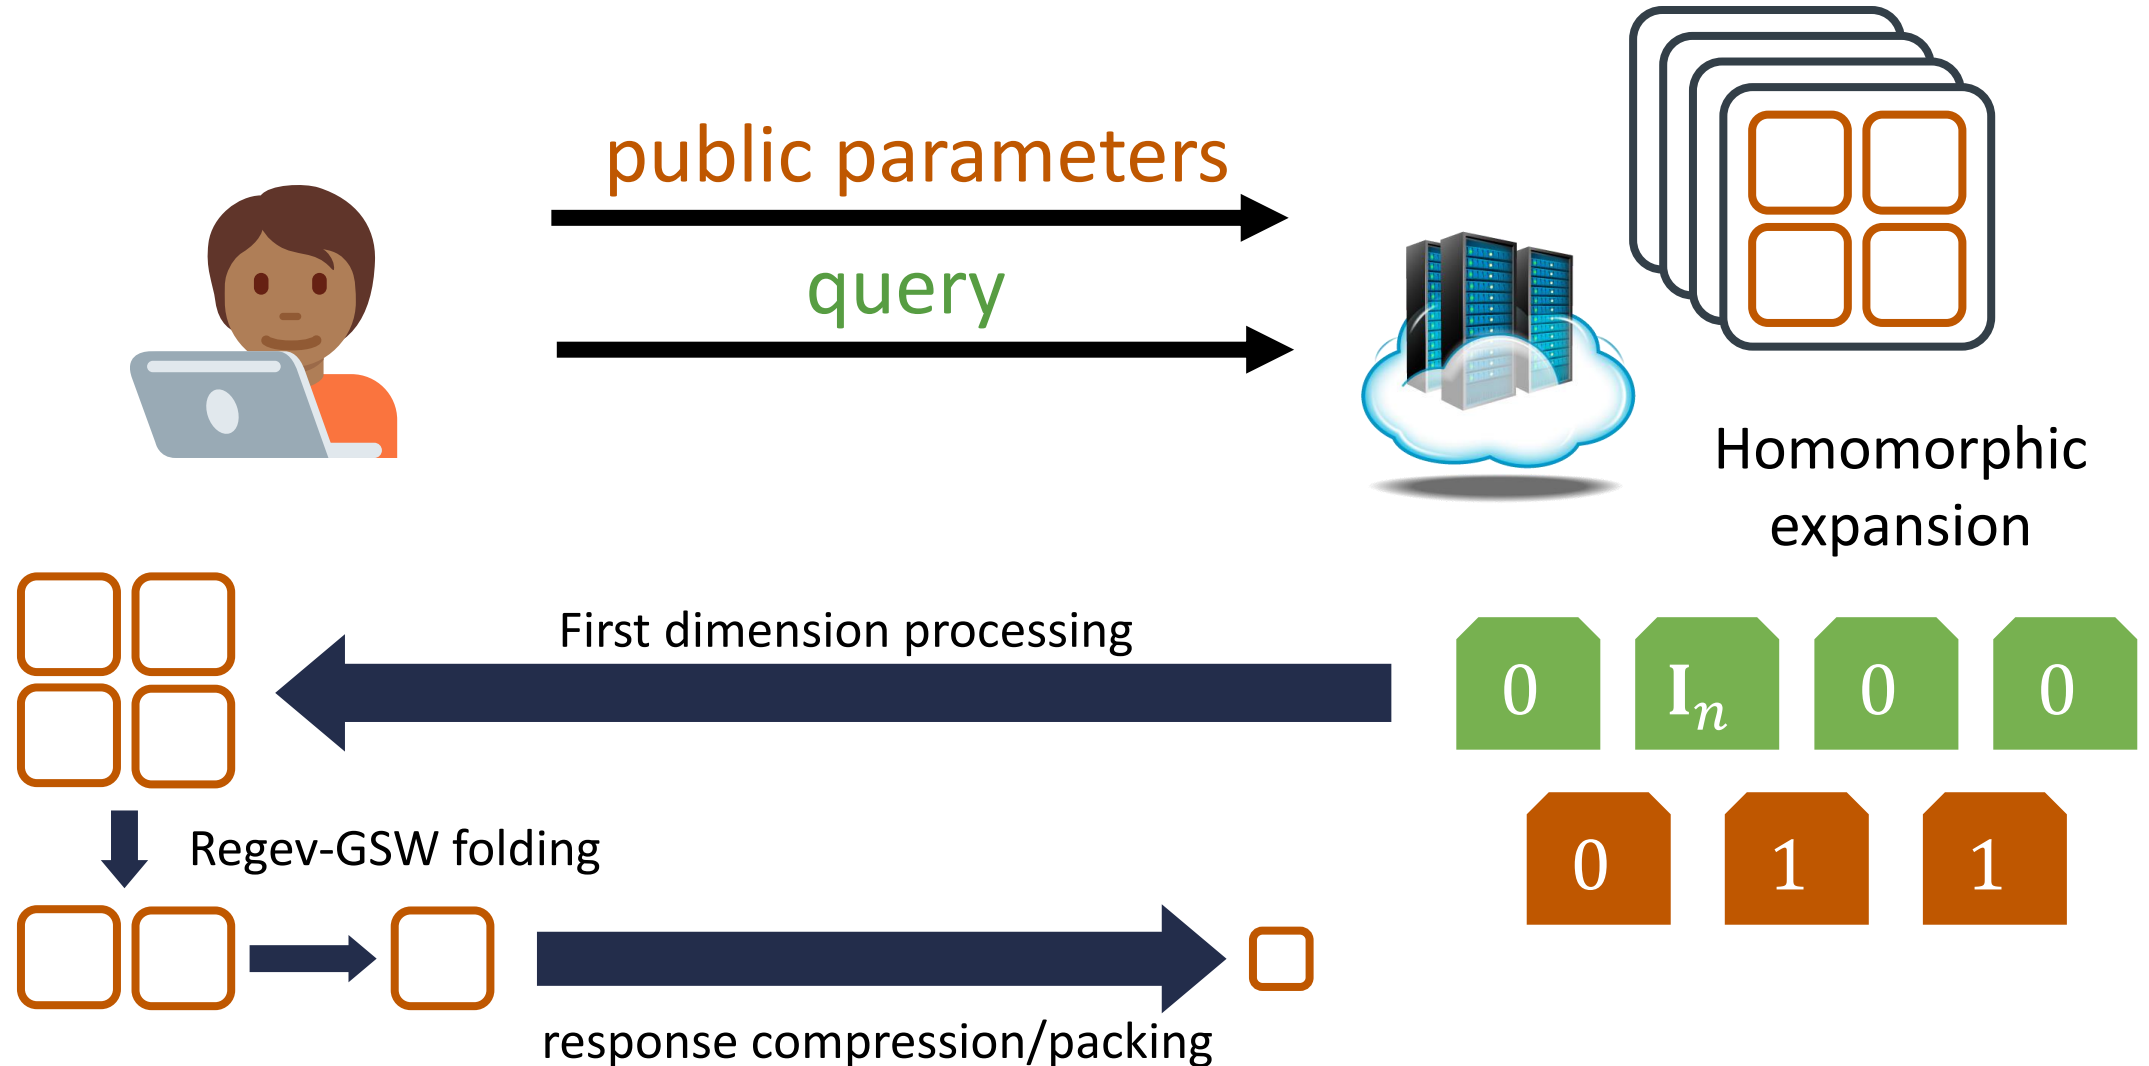 public parameters
query
Homomorphic
expansion
First dimension processing
0 𝐈ₙ 0 0
Regev-GSW folding
0 1 1
response compression/packing